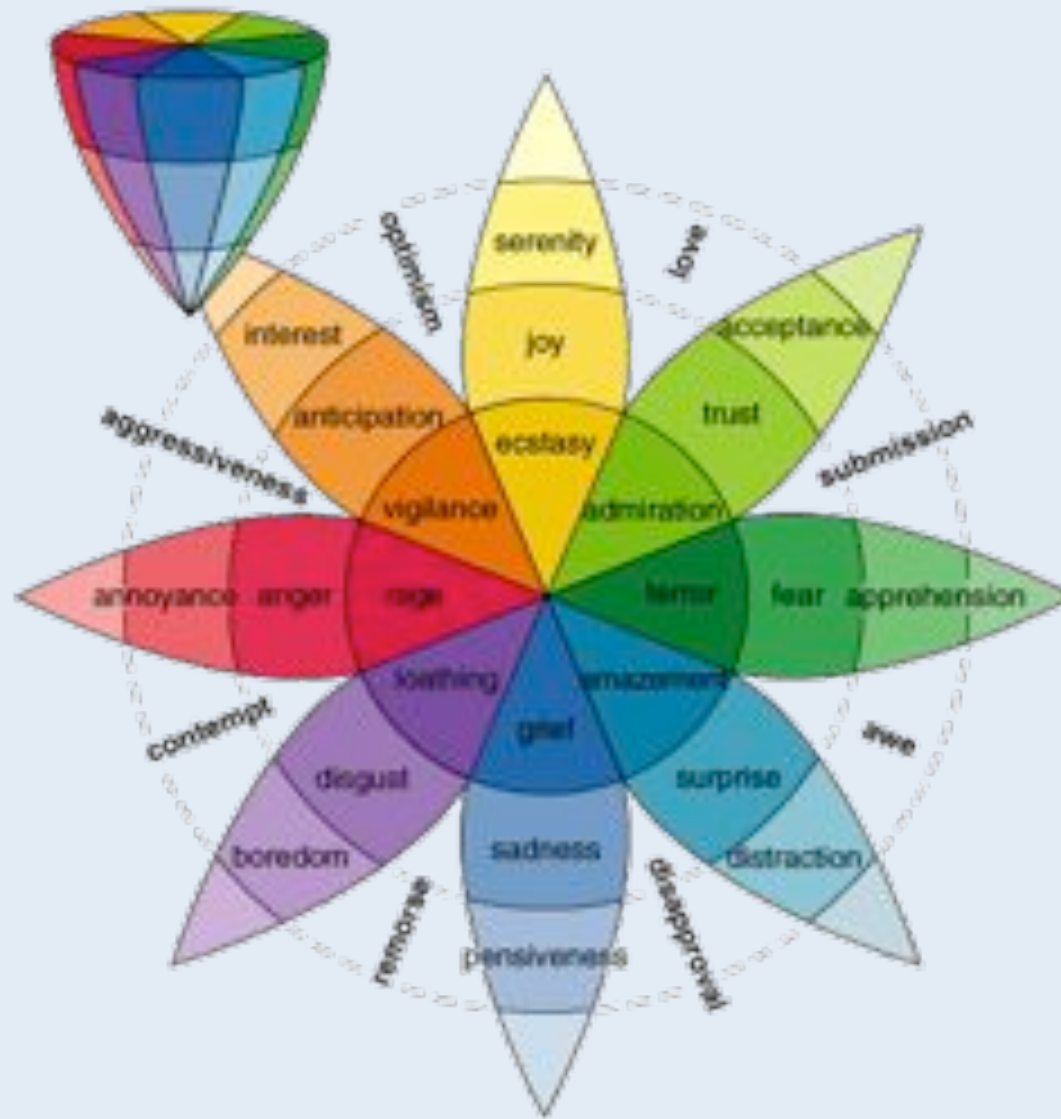 optimism
love
serenity
interest
acceptance
joy
anticipation
trust
ecstasy
aggressiveness
submission
vigilance
admiration
annoyance
anger
rage
terror
fear
apprehension
loathing
amazement
grief
contempt
awe
disgust
surprise
boredom
sadness
distraction
remorse
disapproval
pensiveness